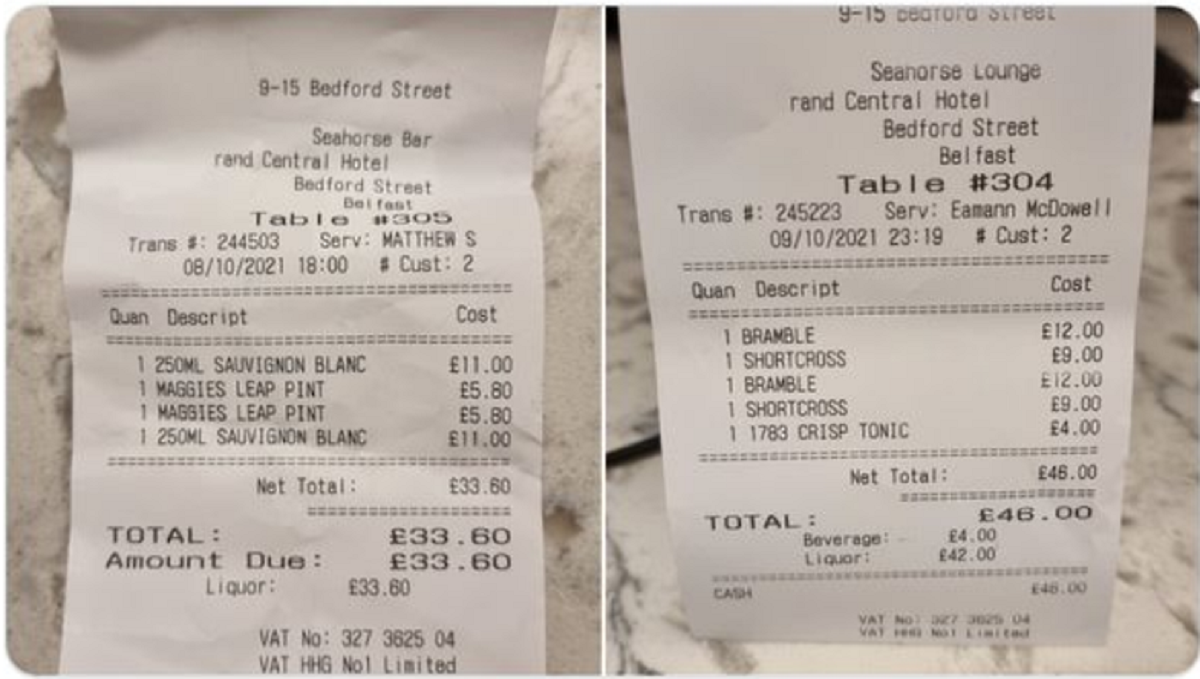 9-15 Bedford Street
Seahorse Bar
rand Central Hotel
Bedford Street
Belfast
Table #305
Trans #: 244503 Serv: MATTHEW S
08/10/2021 18:00 # Cust: 2
Quan Descript Cost
1 250ML SAUVIGNON BLANC £11.00
1 MAGGIES LEAP PINT £5.80
1 MAGGIES LEAP PINT £5.80
1 250ML SAUVIGNON BLANC £11.00
Net Total: £33.60
TOTAL: £33.60
Amount Due: £33.60
Liquor: £33.60
VAT No: 327 3625 04
VAT HHG No1 Limited
9-15 Bedford Street
Seahorse Lounge
rand Central Hotel
Bedford Street
Belfast
Table #304
Trans #: 245223 Serv: Eamann McDowell
09/10/2021 23:19 # Cust: 2
Quan Descript Cost
1 BRAMBLE £12.00
1 SHORTCROSS £9.00
1 BRAMBLE £12.00
1 SHORTCROSS £9.00
1 1783 CRISP TONIC £4.00
Net Total: £46.00
TOTAL: £46.00
Beverage: £4.00
Liquor: £42.00
CASH £46.00
VAT No: 327 3625 04
VAT HHG No1 Limited